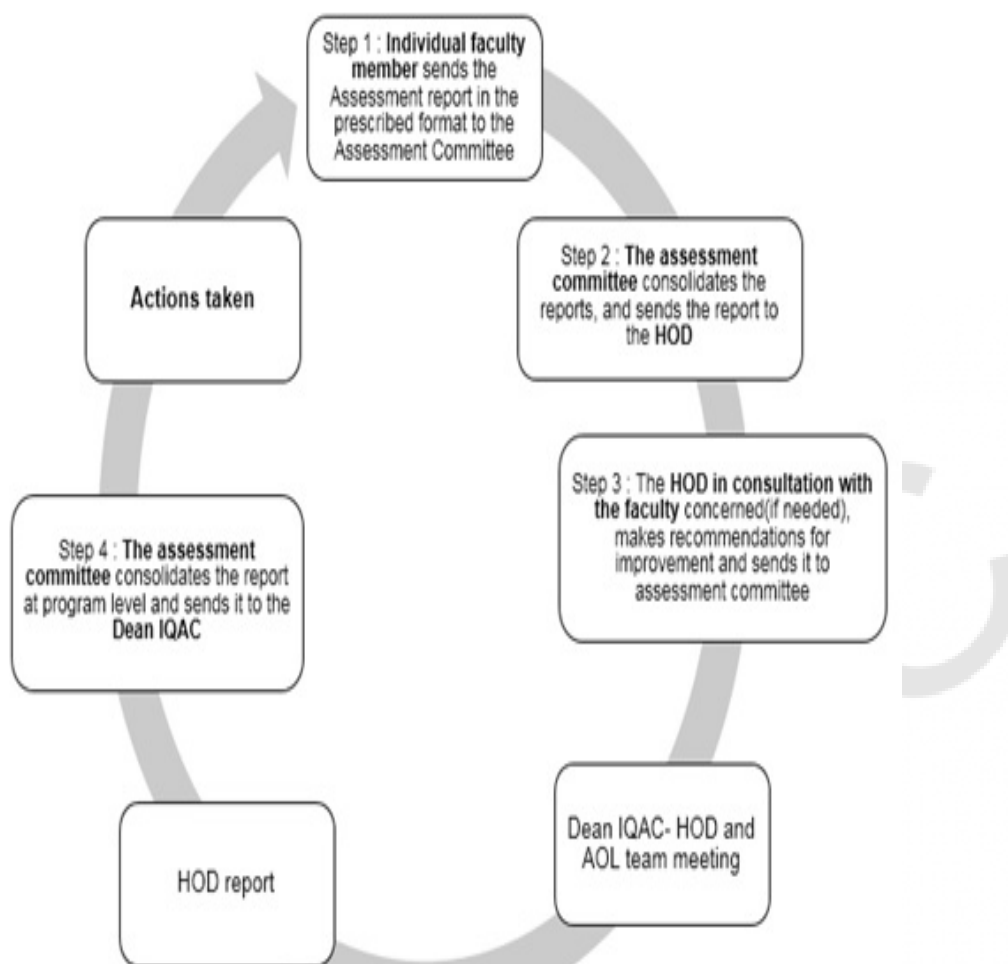 Step 1 : Individual faculty
member sends the
Assessment report in the
prescribed format to the
Assessment Committee
Step 2 : The assessment
committee consolidates the
reports, and sends the report to
the HOD
Step 3 : The HOD in consultation with
the faculty concerned(if needed),
makes recommendations for
improvement and sends it to
assessment committee
Dean IQAC- HOD and
AOL team meeting
HOD report
Step 4 : The assessment
committee consolidates the report
at program level and sends it to the
Dean IQAC
Actions taken